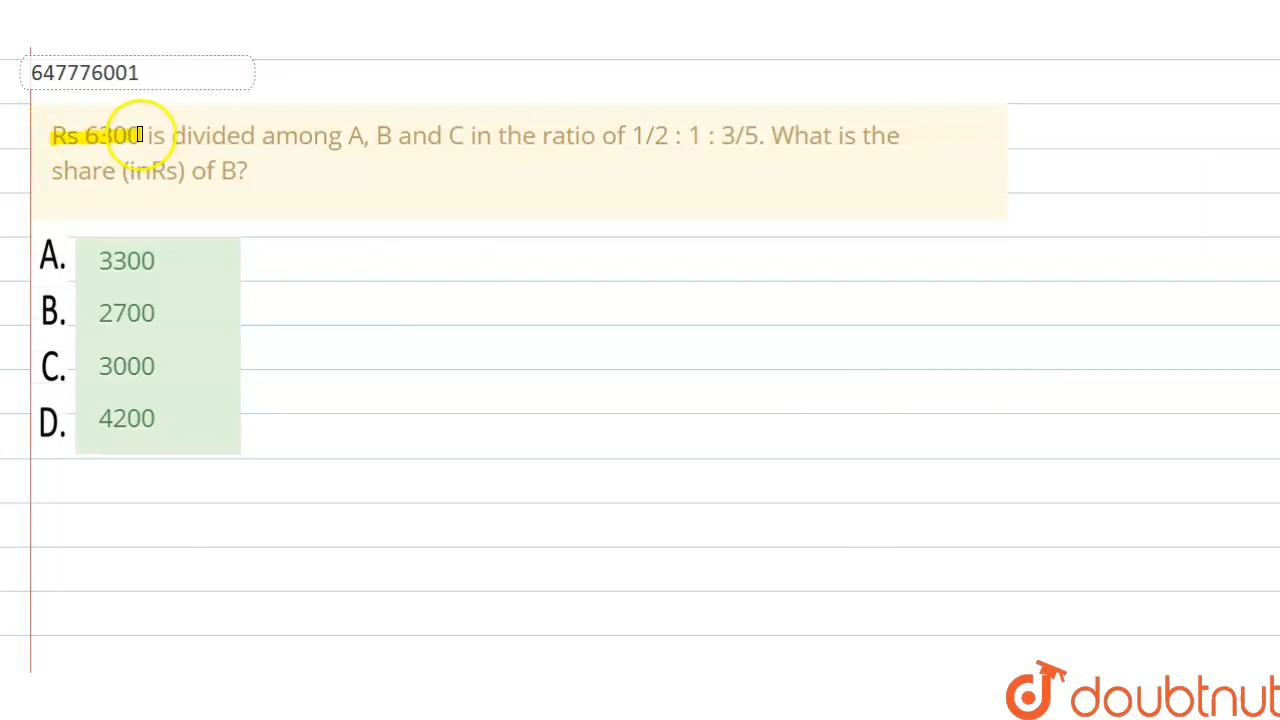 647776001
Rs 6300 is divided among A, B and C in the ratio of 1/2 : 1 : 3/5. What is the
share (inRs) of B?
A. 3300
B. 2700
C. 3000
D. 4200
doubtnut